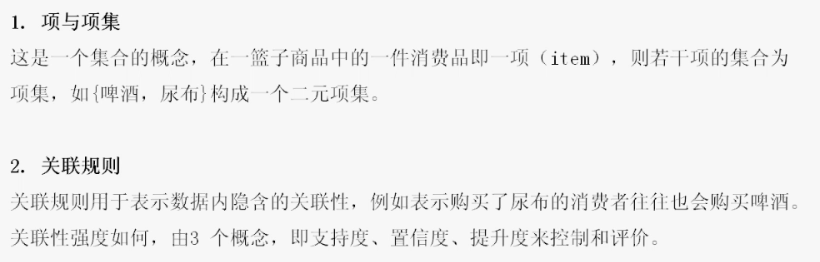 1. 项与项集
这是一个集合的概念，在一篮子商品中的一件消费品即一项（item），则若干项的集合为
项集，如{啤酒，尿布}构成一个二元项集。
2. 关联规则
关联规则用于表示数据内隐含的关联性，例如表示购买了尿布的消费者往往也会购买啤酒。
关联性强度如何，由3 个概念，即支持度、置信度、提升度来控制和评价。